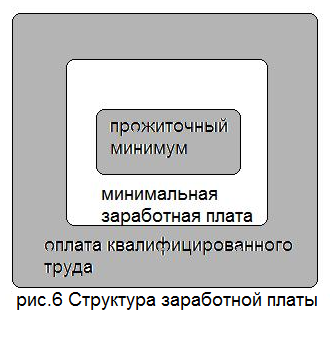 прожиточный
минимум
минимальная
заработная плата
оплата квалифицированного
труда
рис.6 Структура заработной платы